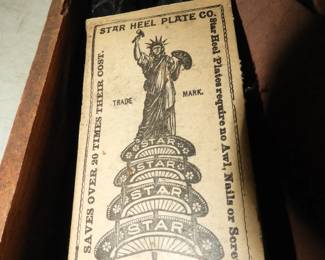 STAR HEEL PLATE CO.
SAVES OVER 20 TIMES THEIR COST.
TRADE MARK.
STAR
STAR
STAR
STAR
Star Heel Plates require no Awl, Nails or